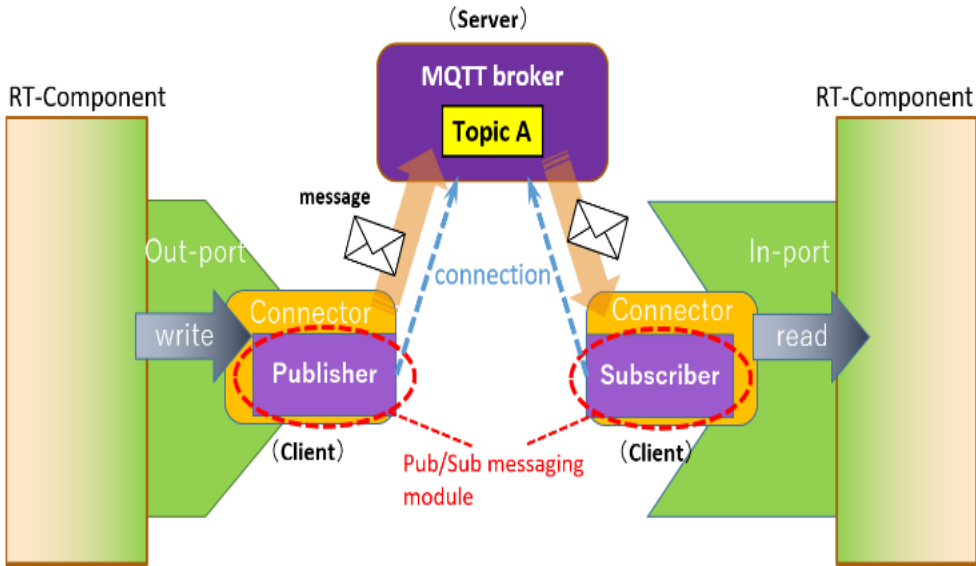 （Server）
MQTT broker
Topic A
RT-Component
RT-Component
message
Out-port
In-port
connection
Connector
Connector
write
read
Publisher
Subscriber
（Client）
（Client）
Pub/Sub messaging
module